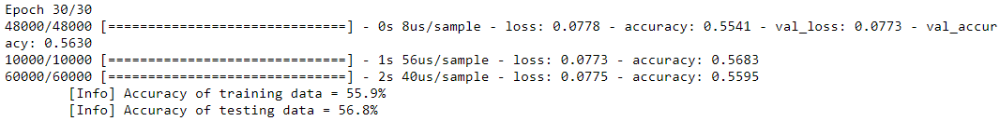 Epoch 30/30
48000/48000 [==============================] - 0s 8us/sample - loss: 0.0778 - accuracy: 0.5541 - val_loss: 0.0773 - val_accur
acy: 0.5630
10000/10000 [==============================] - 1s 56us/sample - loss: 0.0773 - accuracy: 0.5683
60000/60000 [==============================] - 2s 40us/sample - loss: 0.0775 - accuracy: 0.5595
[Info] Accuracy of training data = 55.9%
[Info] Accuracy of testing data = 56.8%